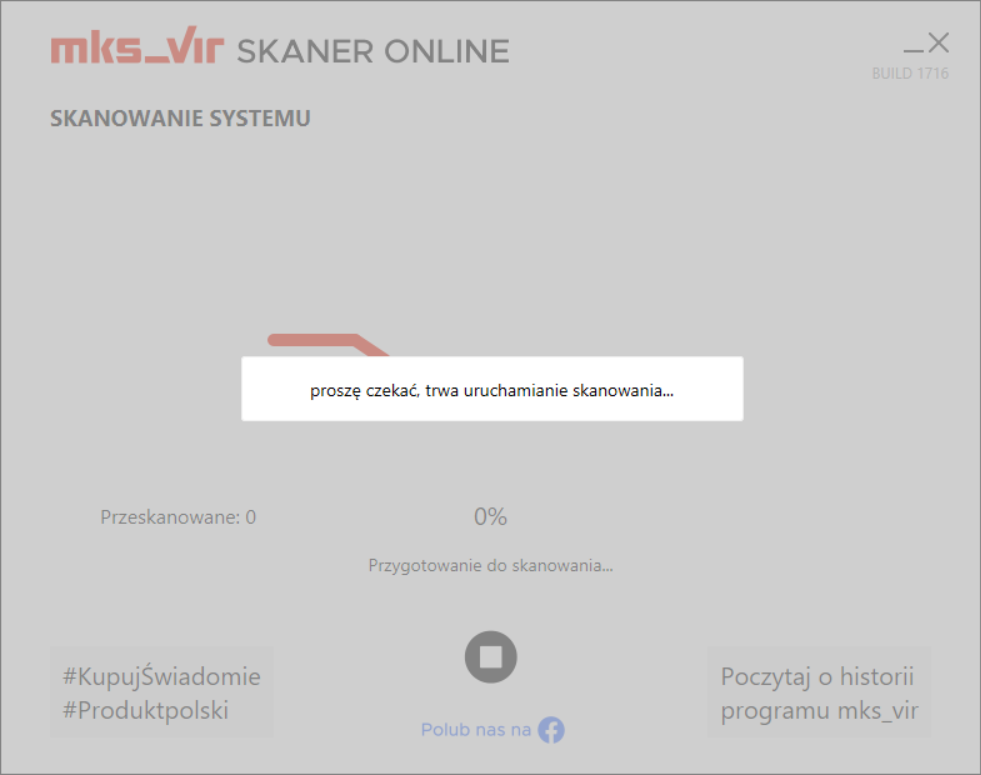 mks_vir SKANER ONLINE
BUILD 1716
SKANOWANIE SYSTEMU
proszę czekać, trwa uruchamianie skanowania...
Przeskanowane: 0
0%
Przygotowanie do skanowania...
#KupujŚwiadomie
#Produktpolski
Poczytaj o historii
programu mks_vir
Polub nas na